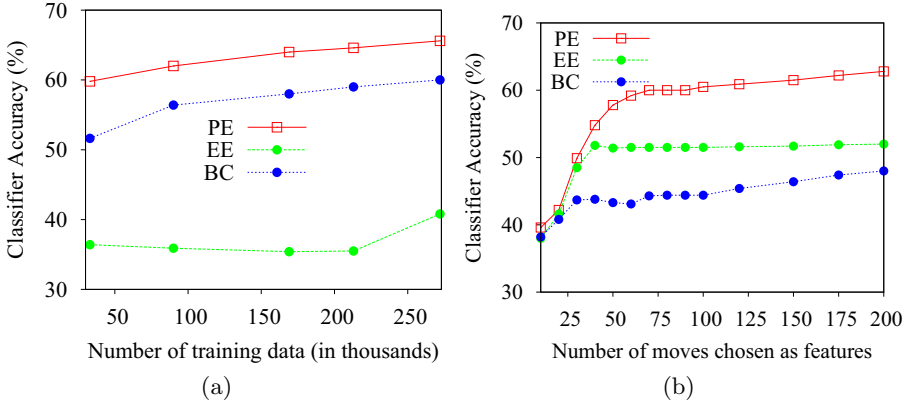 70
60
50
40
30
Classifier Accuracy (%)
PE
EE
BC
50 100 150 200 250
Number of training data (in thousands)
(a)
70
60
50
40
30
Classifier Accuracy (%)
PE
EE
BC
25 50 75 100 125 150 175 200
Number of moves chosen as features
(b)